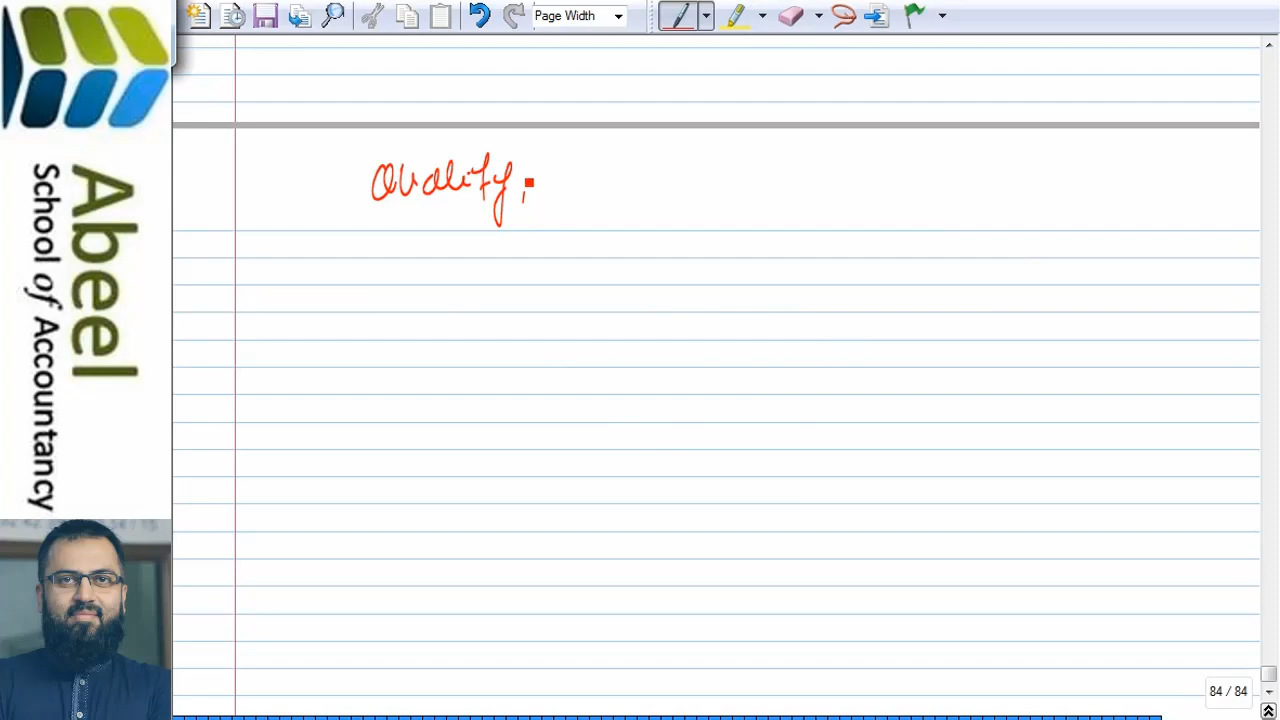 Page Width
Qualify,
Abeel
School of Accountancy
84 / 84